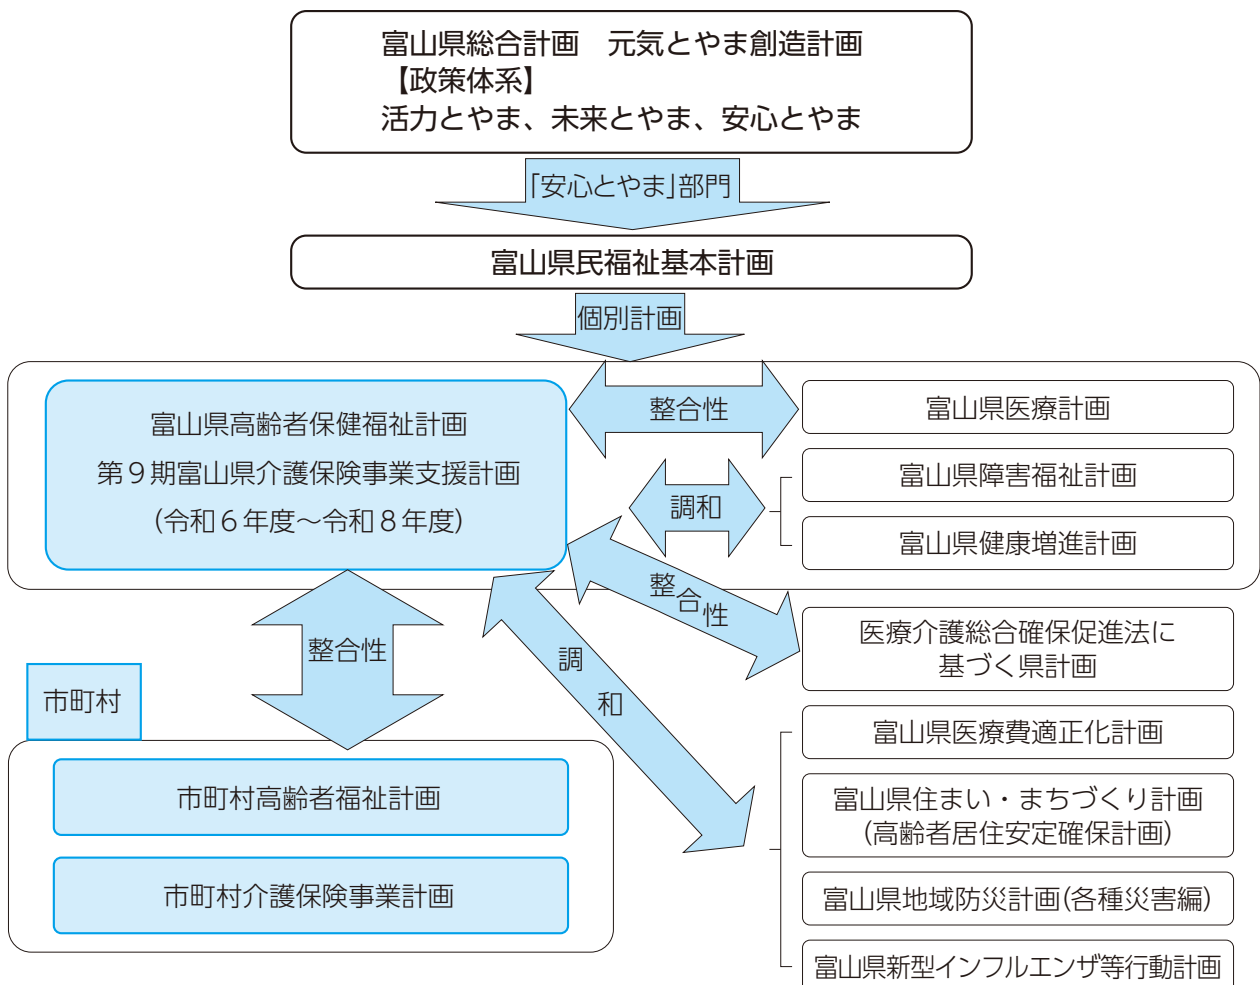 富山県総合計画　元気とやま創造計画
【政策体系】
活力とやま、未来とやま、安心とやま
「安心とやま」部門
富山県民福祉基本計画
個別計画
富山県高齢者保健福祉計画
第９期富山県介護保険事業支援計画
（令和６年度～令和８年度）
整合性
富山県医療計画
調和
富山県障害福祉計画
富山県健康増進計画
整合性
医療介護総合確保促進法に
基づく県計画
整合性
調和
市町村
市町村高齢者福祉計画
市町村介護保険事業計画
富山県医療費適正化計画
富山県住まい・まちづくり計画
(高齢者居住安定確保計画)
富山県地域防災計画(各種災害編)
富山県新型インフルエンザ等行動計画